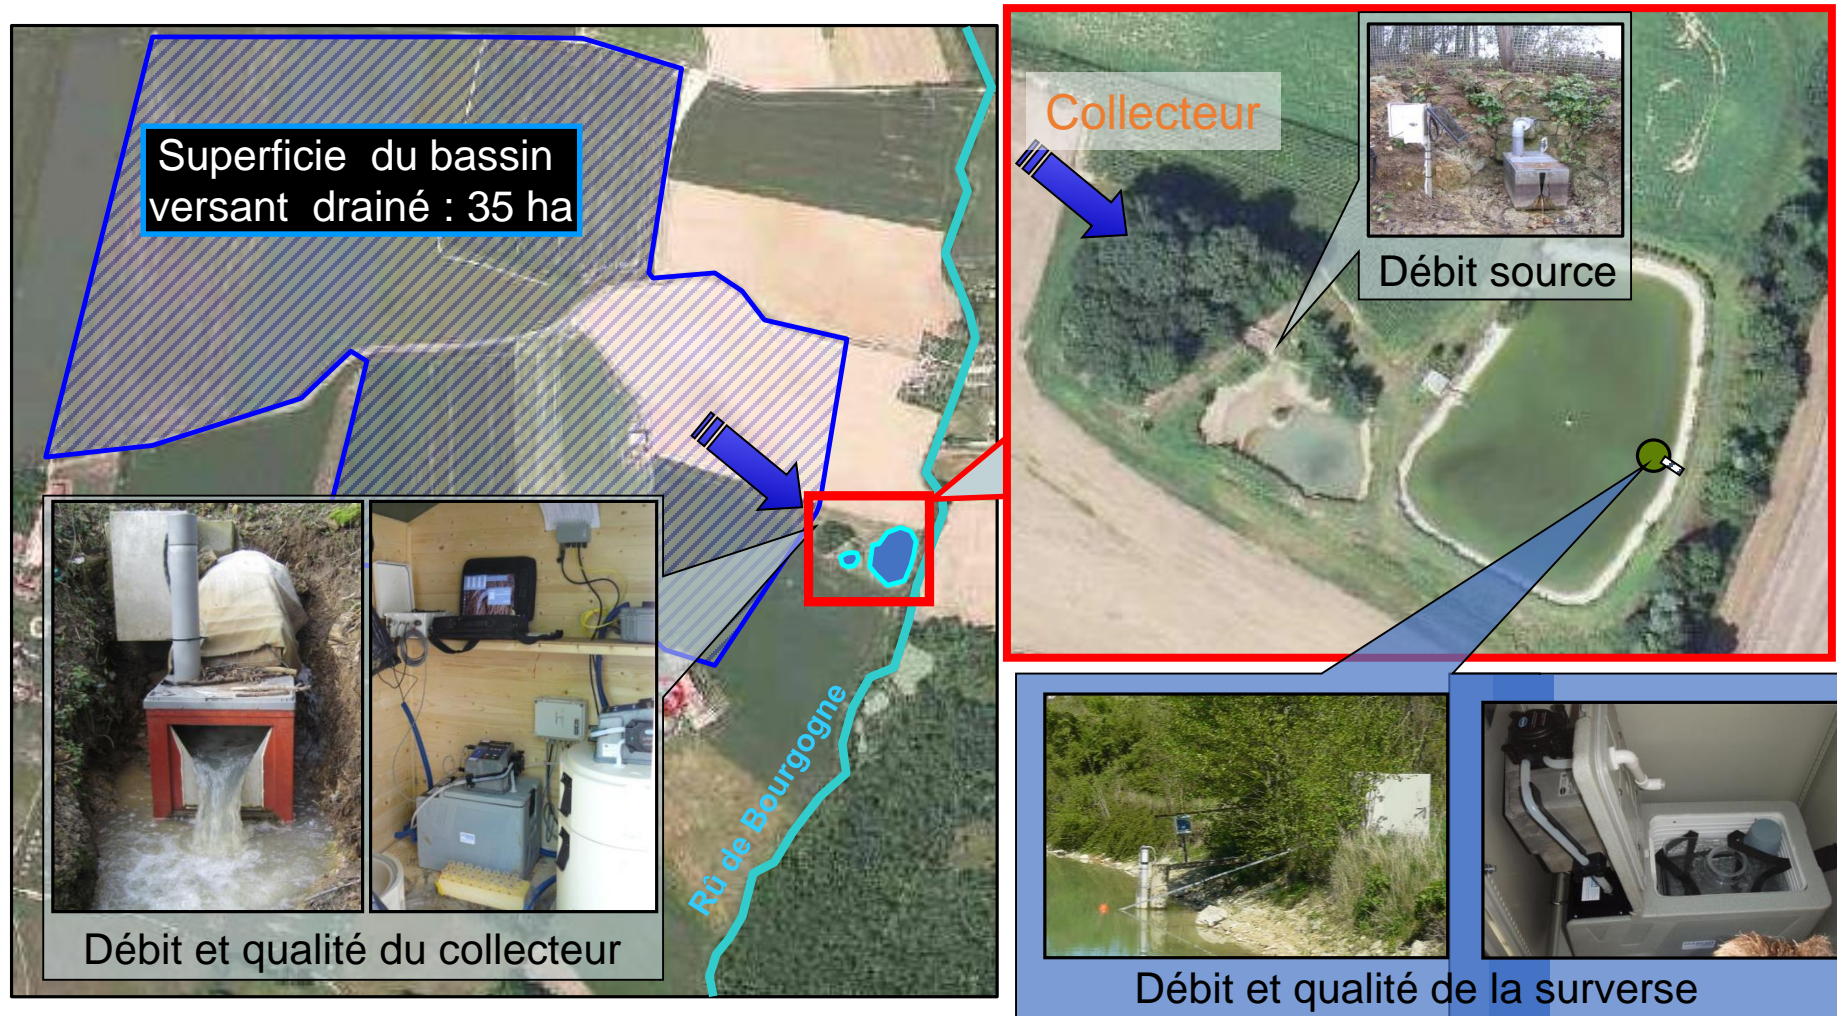 Superficie du bassin
versant drainé : 35 ha
Collecteur
Débit source
Rû de Bourgogne
Débit et qualité du collecteur
Débit et qualité de la surverse